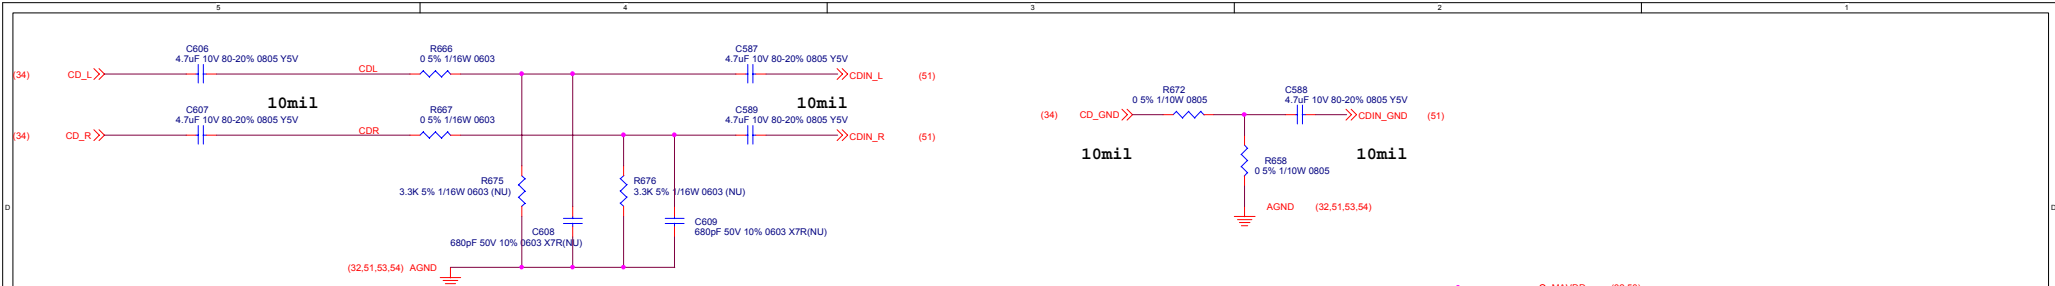 5 4 3 2 1
C606
4.7uF 10V 80-20% 0805 Y5V
R666
0 5% 1/16W 0603
C587
4.7uF 10V 80-20% 0805 Y5V
(34) CD_L CDL CDIN_L (51)
10mil 10mil
C607
4.7uF 10V 80-20% 0805 Y5V
R667
0 5% 1/16W 0603
C589
4.7uF 10V 80-20% 0805 Y5V
(34) CD_R CDR CDIN_R (51)
R672
0 5% 1/10W 0805
C588
4.7uF 10V 80-20% 0805 Y5V
(34) CD_GND CDIN_GND (51)
10mil 10mil
R658
0 5% 1/10W 0805
AGND (32,51,53,54)
R675
3.3K 5% 1/16W 0603 (NU)
R676
3.3K 5% 1/16W 0603 (NU)
C608
680pF 50V 10% 0603 X7R(NU)
C609
680pF 50V 10% 0603 X7R(NU)
D D
(32,51,53,54) AGND